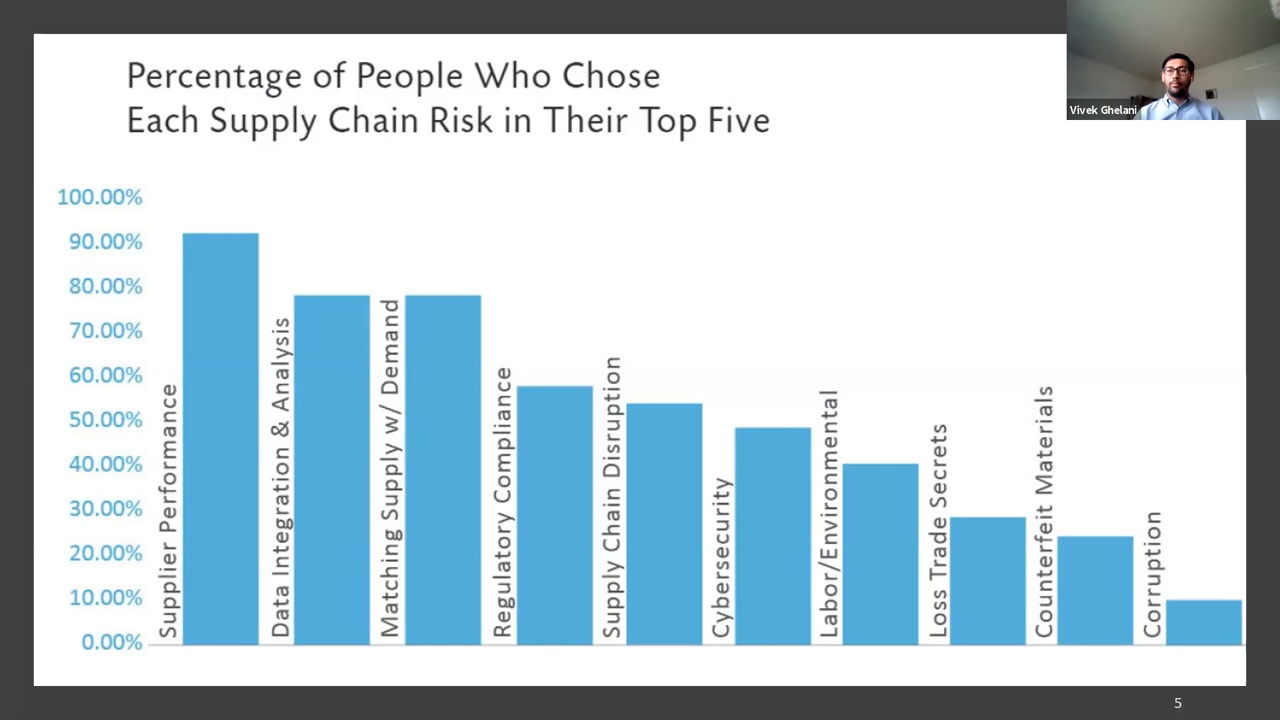 Percentage of People Who Chose
Each Supply Chain Risk in Their Top Five
Vivek Ghelani
100.00%
90.00%
80.00%
70.00%
60.00%
50.00%
40.00%
30.00%
20.00%
10.00%
0.00%
Supplier Performance
Data Integration & Analysis
Matching Supply w/ Demand
Regulatory Compliance
Supply Chain Disruption
Cybersecurity
Labor/Environmental
Loss Trade Secrets
Counterfeit Materials
Corruption
5